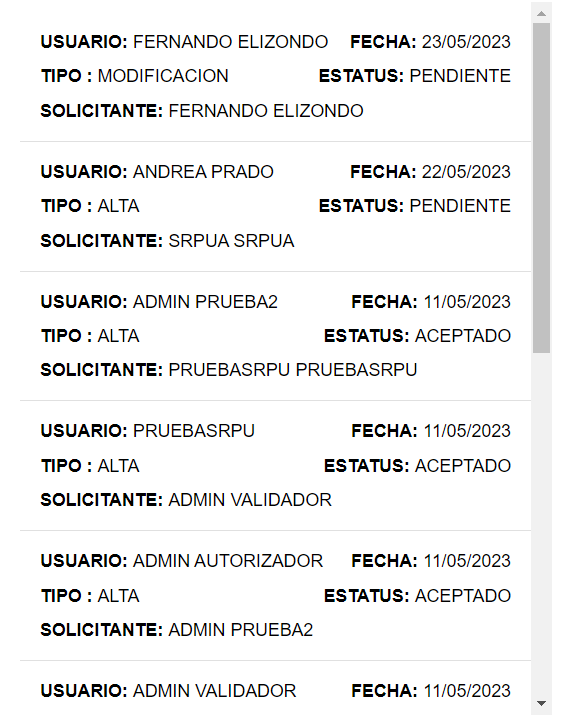 USUARIO: FERNANDO ELIZONDO FECHA: 23/05/2023
TIPO : MODIFICACION ESTATUS: PENDIENTE
SOLICITANTE: FERNANDO ELIZONDO
USUARIO: ANDREA PRADO FECHA: 22/05/2023
TIPO : ALTA ESTATUS: PENDIENTE
SOLICITANTE: SRPUA SRPUA
USUARIO: ADMIN PRUEBA2 FECHA: 11/05/2023
TIPO : ALTA ESTATUS: ACEPTADO
SOLICITANTE: PRUEBASRPU PRUEBASRPU
USUARIO: PRUEBASRPU FECHA: 11/05/2023
TIPO : ALTA ESTATUS: ACEPTADO
SOLICITANTE: ADMIN VALIDADOR
USUARIO: ADMIN AUTORIZADOR FECHA: 11/05/2023
TIPO : ALTA ESTATUS: ACEPTADO
SOLICITANTE: ADMIN PRUEBA2
USUARIO: ADMIN VALIDADOR FECHA: 11/05/2023